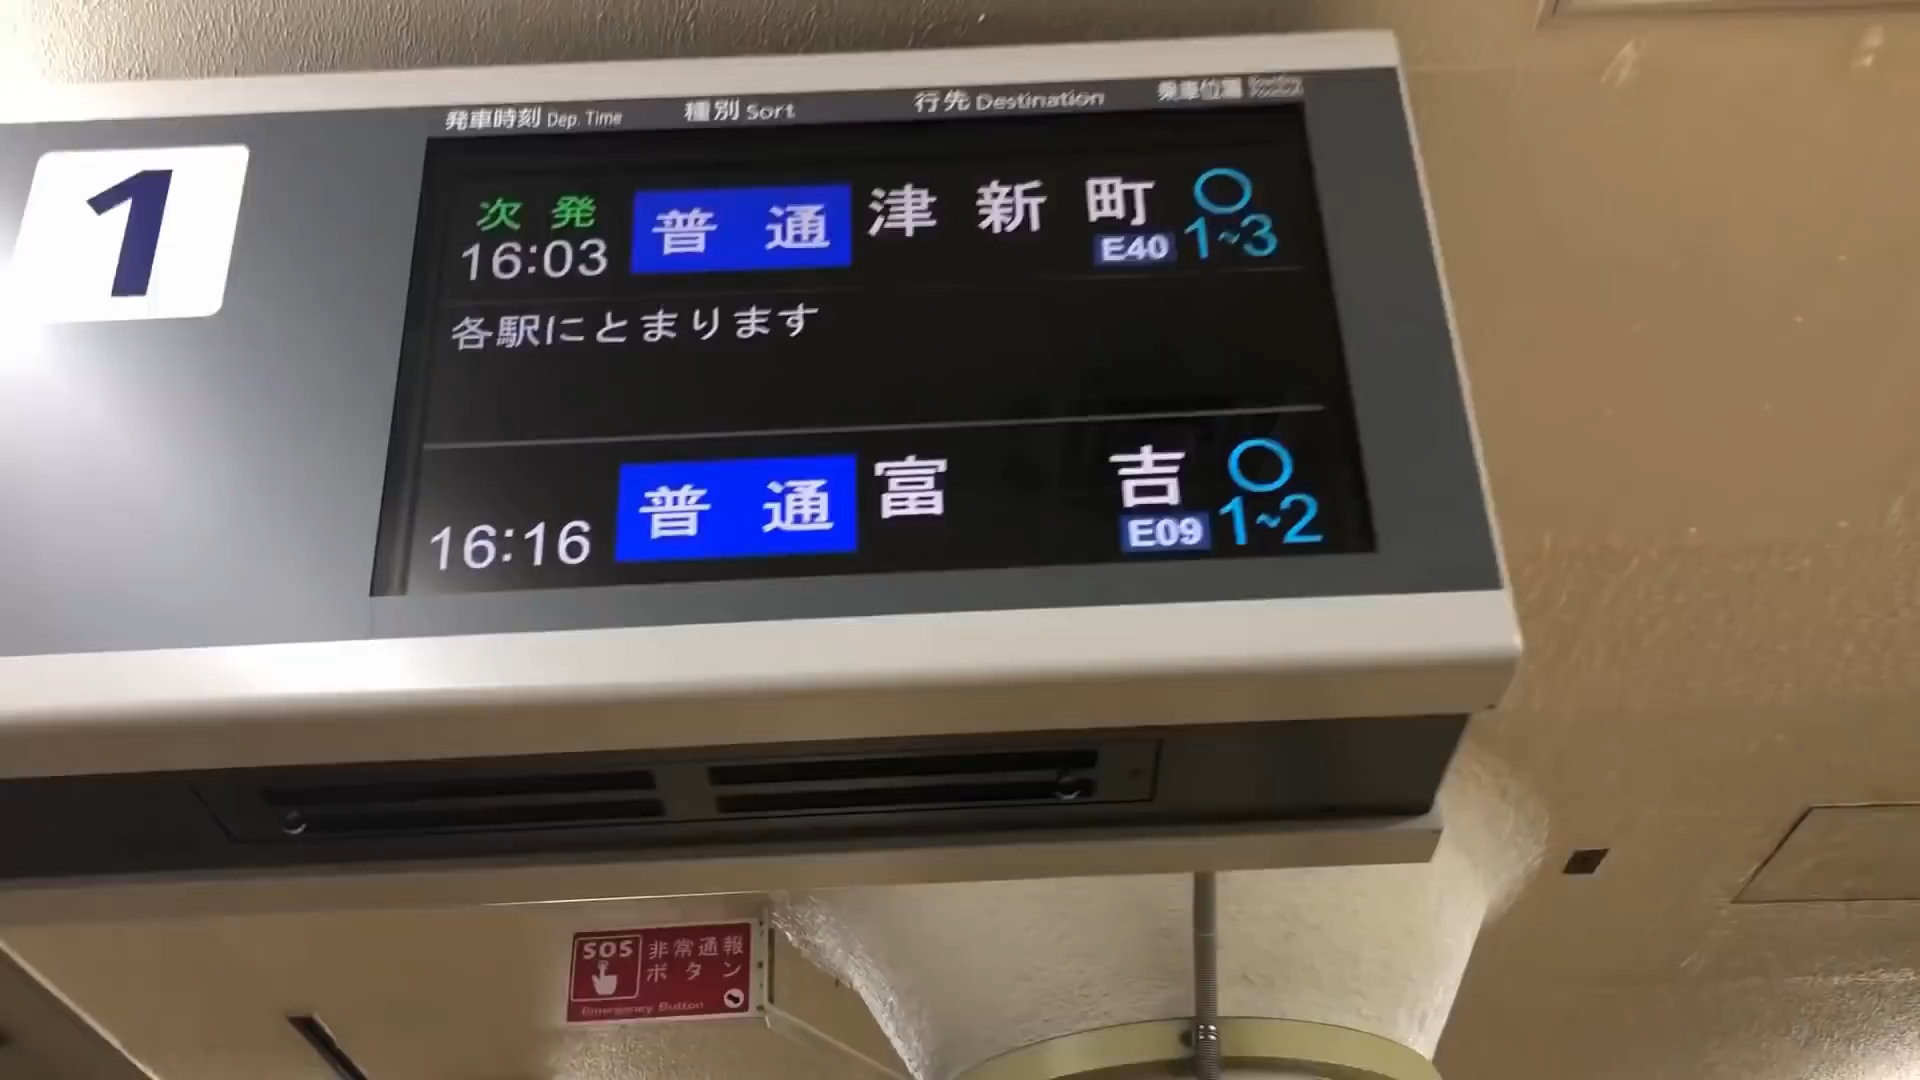 1
発車時刻 Dep. Time 種別 Sort 行先 Destination 乗車位置
次発
16:03 普通 津新町 E40 ○ 1~3
各駅にとまります
16:16 普通 富吉 E09 ○ 1~2
SOS 非常通報
ボタン
Emergency Button